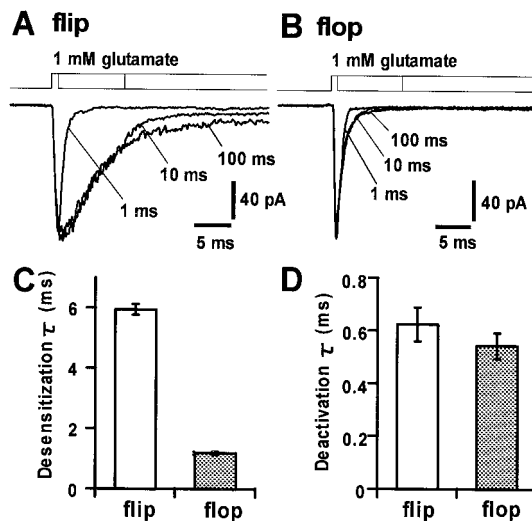 A flip
1 mM glutamate
1 ms
10 ms
100 ms
40 pA
5 ms
B flop
1 mM glutamate
100 ms
10 ms
1 ms
40 pA
5 ms
C
Desensitization τ (ms)
6
4
2
0
flip flop
D
Deactivation τ (ms)
0.8
0.6
0.4
0.2
0
flip flop